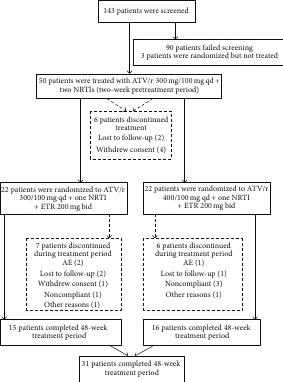 143 patients were screened
90 patients failed screening
3 patients were randomized but not treated
50 patients were treated with ATV/r 300 mg/100 mg qd +
two NRTIs (two-week pretreatment period)
6 patients discontinued
treatment
Lost to follow-up (2)
Withdrew consent (4)
22 patients were randomized to ATV/r
300/100 mg qd + one NRTI
+ ETR 200 mg bid
22 patients were randomized to ATV/r
400/100 mg qd + one NRTI
+ ETR 200 mg bid
7 patients discontinued
during treatment period
AE (2)
Lost to follow-up (2)
Withdrew consent (1)
Noncompliant (1)
Other reasons (1)
6 patients discontinued
during treatment period
AE (1)
Lost to follow-up (1)
Noncompliant (3)
Other reasons (1)
15 patients completed 48-week
treatment period
16 patients completed 48-week
treatment period
31 patients completed 48-week
treatment period